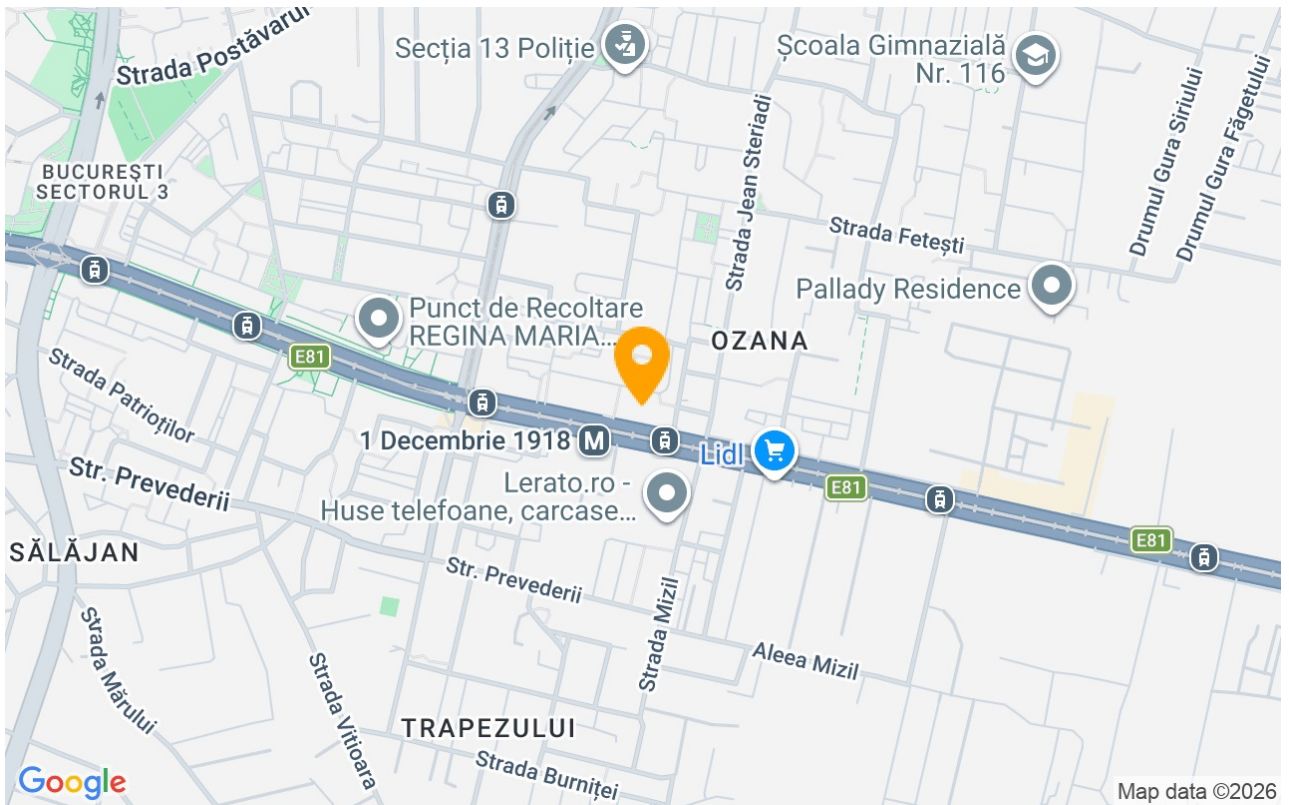 Strada Postăvarul
Secția 13 Poliție
Școala Gimnazială
Nr. 116
Drumul Gura Siriului
Drumul Gura Făgetului
BUCUREȘTI
SECTORUL 3
Strada Jean Steriadi
Strada Fetești
Pallady Residence
Punct de Recoltare
REGINA MARIA...
OZANA
E81
Strada Patrioților
1 Decembrie 1918 M
Lidl
E81
Lerato.ro -
Huse telefoane, carcase...
Str. Prevederii
E81
SĂLĂJAN
Str. Prevederii
Strada Mizil
Strada Mărului
Strada Vitioara
Aleea Mizil
TRAPEZULUI
Strada Burniței
Google
Map data ©2026